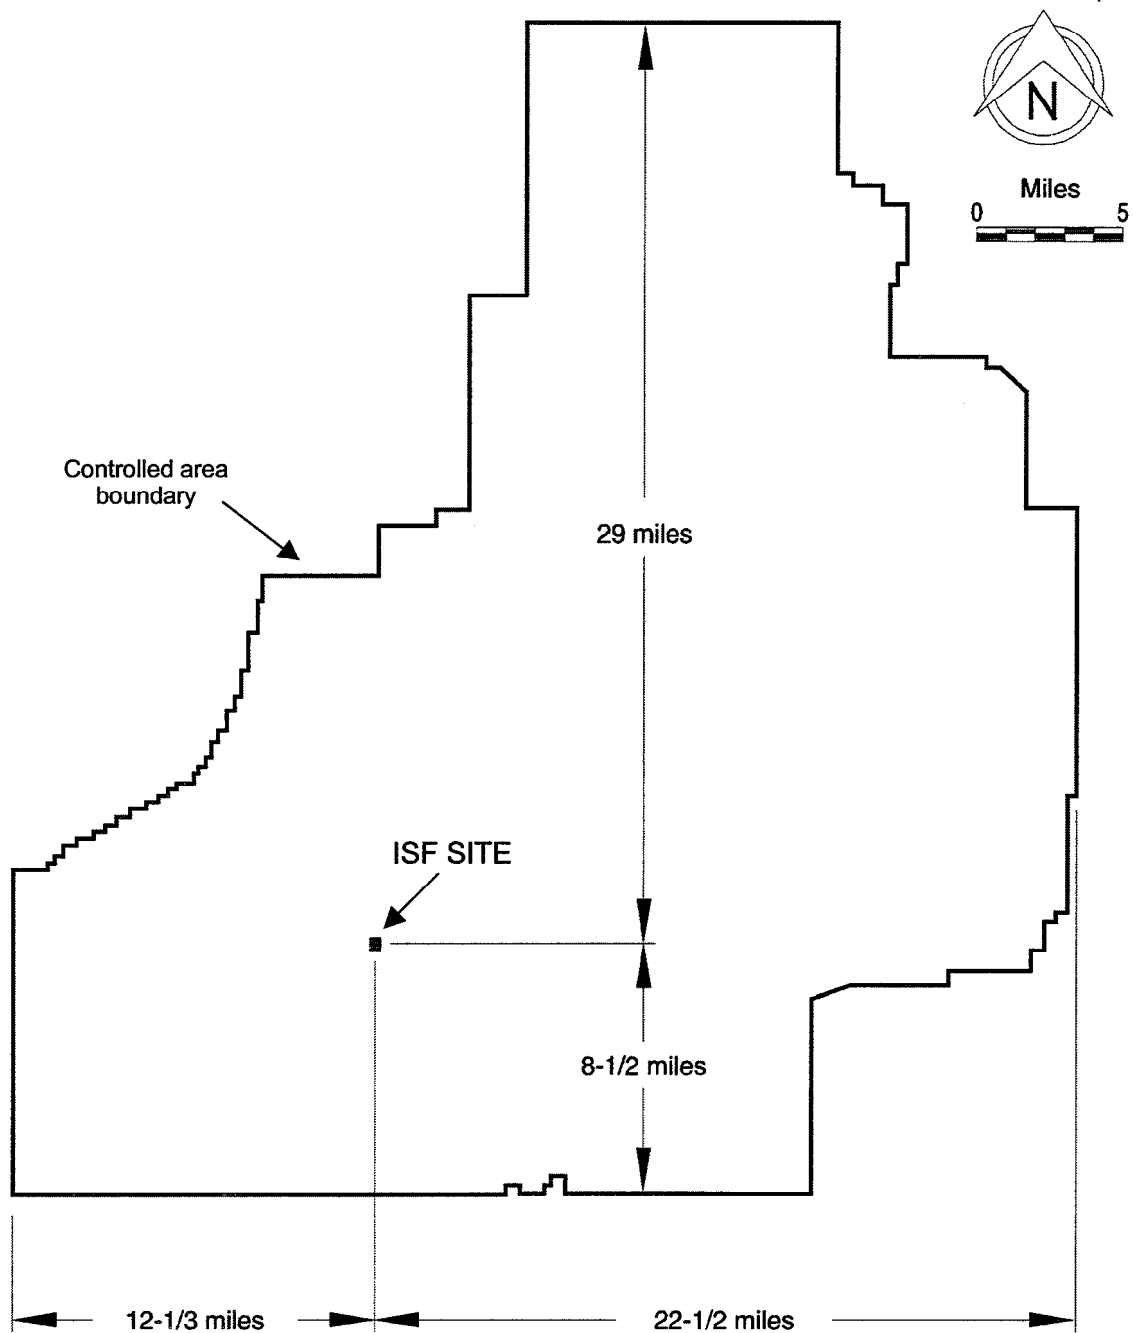 N
Miles
0 5
Controlled area
boundary
29 miles
ISF SITE
8-1/2 miles
12-1/3 miles
22-1/2 miles